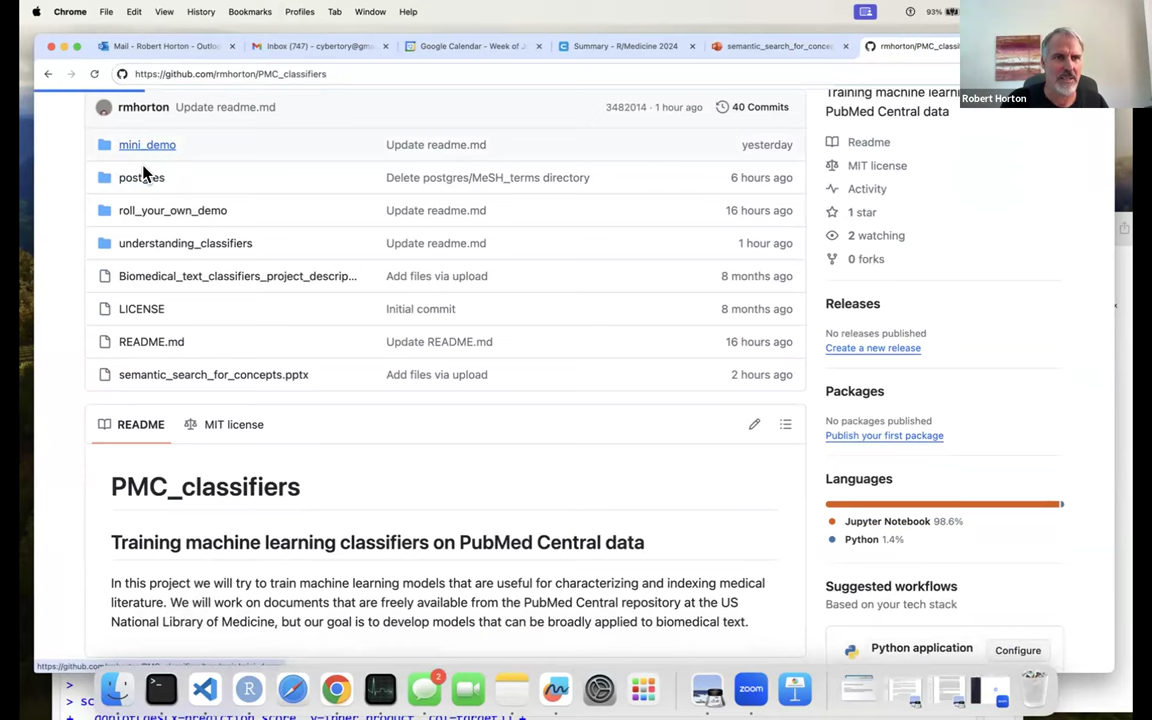 Chrome File Edit View History Bookmarks Profiles Tab Window Help
93%
Mail - Robert Horton - Outloo
Inbox (747) - cybertory@gma
Google Calendar - Week of J
Summary - R/Medicine 2024
semantic_search_for_conce
rmhorton/PMC_classifi
https://github.com/rmhorton/PMC_classifiers
Robert Horton
rmhorton Update readme.md 3482014 · 1 hour ago 40 Commits
mini_demo Update readme.md yesterday
postgres Delete postgres/MeSH_terms directory 6 hours ago
roll_your_own_demo Update readme.md 16 hours ago
understanding_classifiers Update readme.md 1 hour ago
Biomedical_text_classifiers_project_descrip... Add files via upload 8 months ago
LICENSE Initial commit 8 months ago
README.md Update README.md 16 hours ago
semantic_search_for_concepts.pptx Add files via upload 2 hours ago
README MIT license
PMC_classifiers
Training machine learning classifiers on PubMed Central data
In this project we will try to train machine learning models that are useful for characterizing and indexing medical
literature. We will work on documents that are freely available from the PubMed Central repository at the US
National Library of Medicine, but our goal is to develop models that can be broadly applied to biomedical text.
Training machine learn
PubMed Central data
Readme
MIT license
Activity
1 star
2 watching
0 forks
Releases
No releases published
Create a new release
Packages
No packages published
Publish your first package
Languages
Jupyter Notebook 98.6%
Python 1.4%
Suggested workflows
Based on your tech stack
Python application Configure
2
zoom